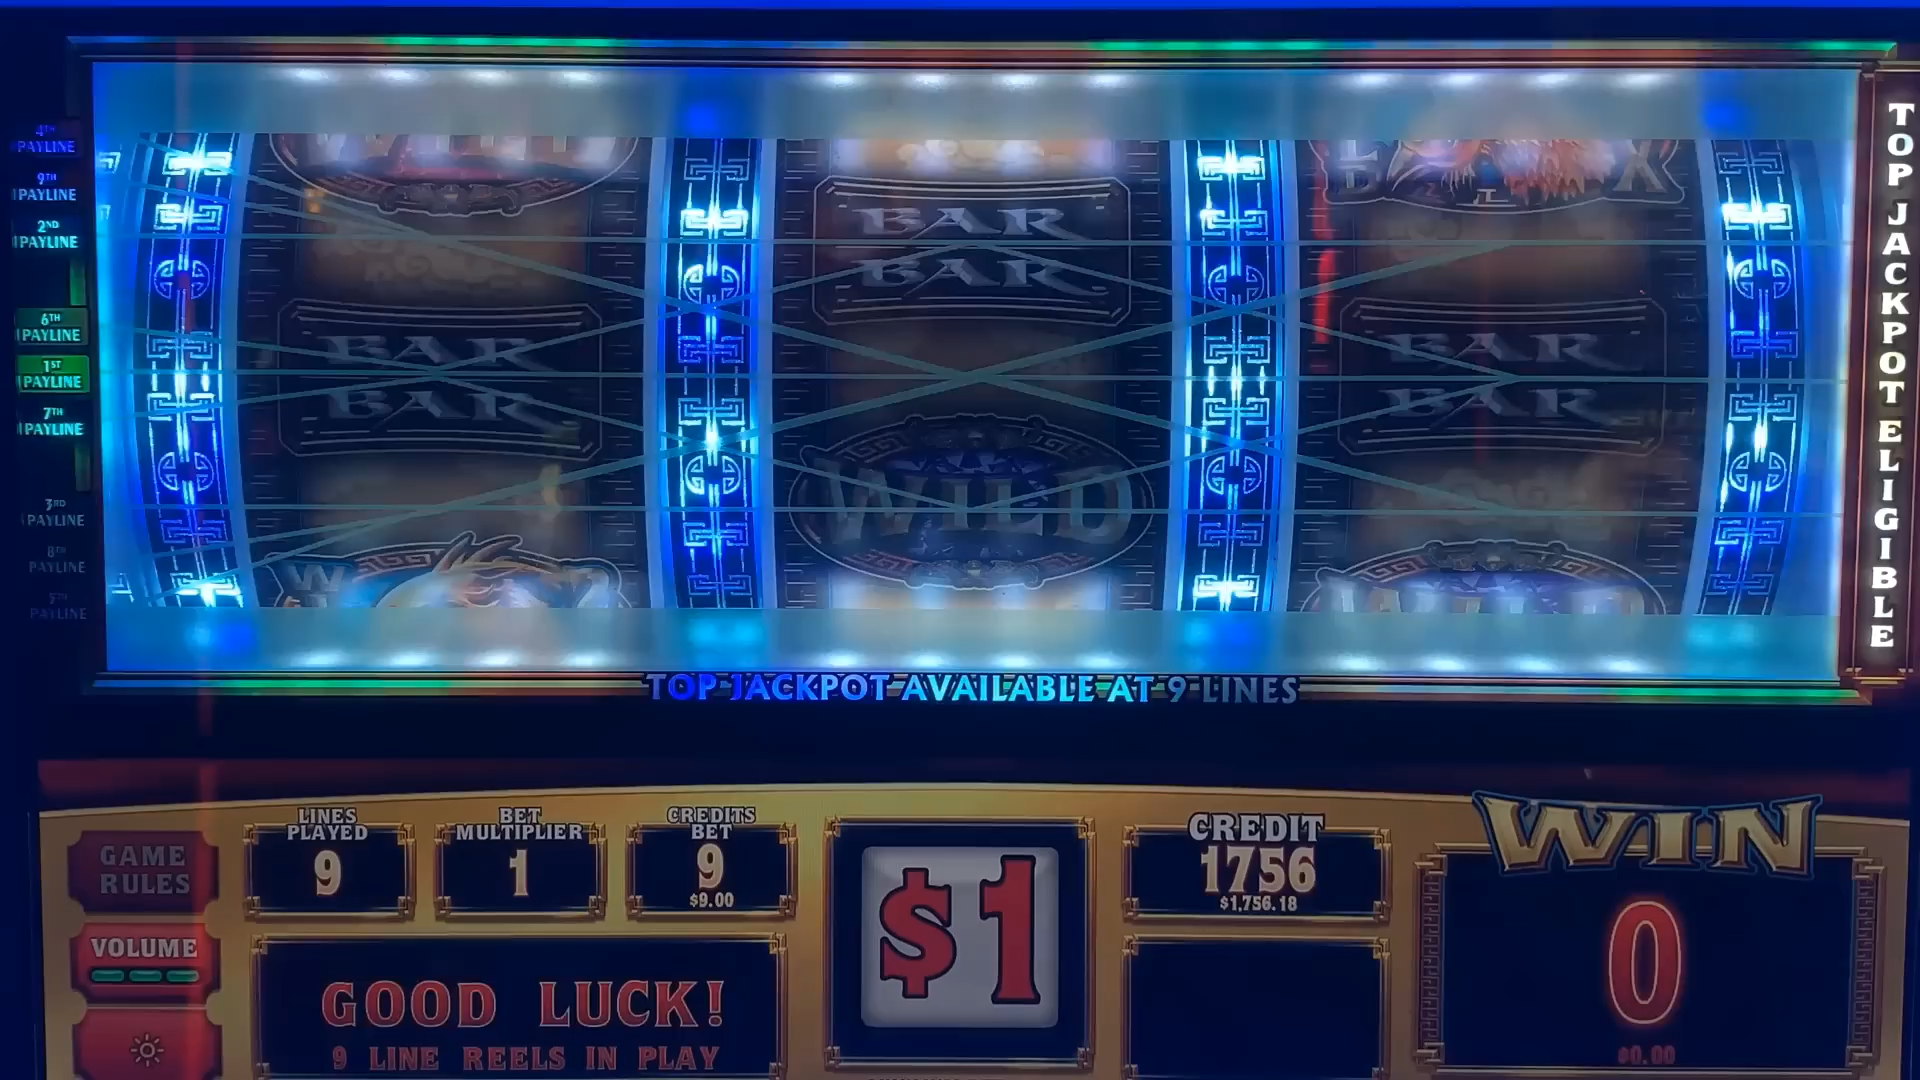 4TH
PAYLINE
9TH
PAYLINE
2ND
PAYLINE
6TH
PAYLINE
1ST
PAYLINE
7TH
PAYLINE
3RD
PAYLINE
8TH
PAYLINE
5TH
PAYLINE
BAR
BAR
BAR
BAR
WILD
BAR
BAR
TOP JACKPOT ELIGIBLE
TOP JACKPOT AVAILABLE AT 9 LINES
GAME
RULES
VOLUME
LINES
PLAYED
9
BET
MULTIPLIER
1
CREDITS
BET
9
$9.00
GOOD LUCK!
9 LINE REELS IN PLAY
$1
CREDIT
1756
$1,756.18
WIN
0
$0.00